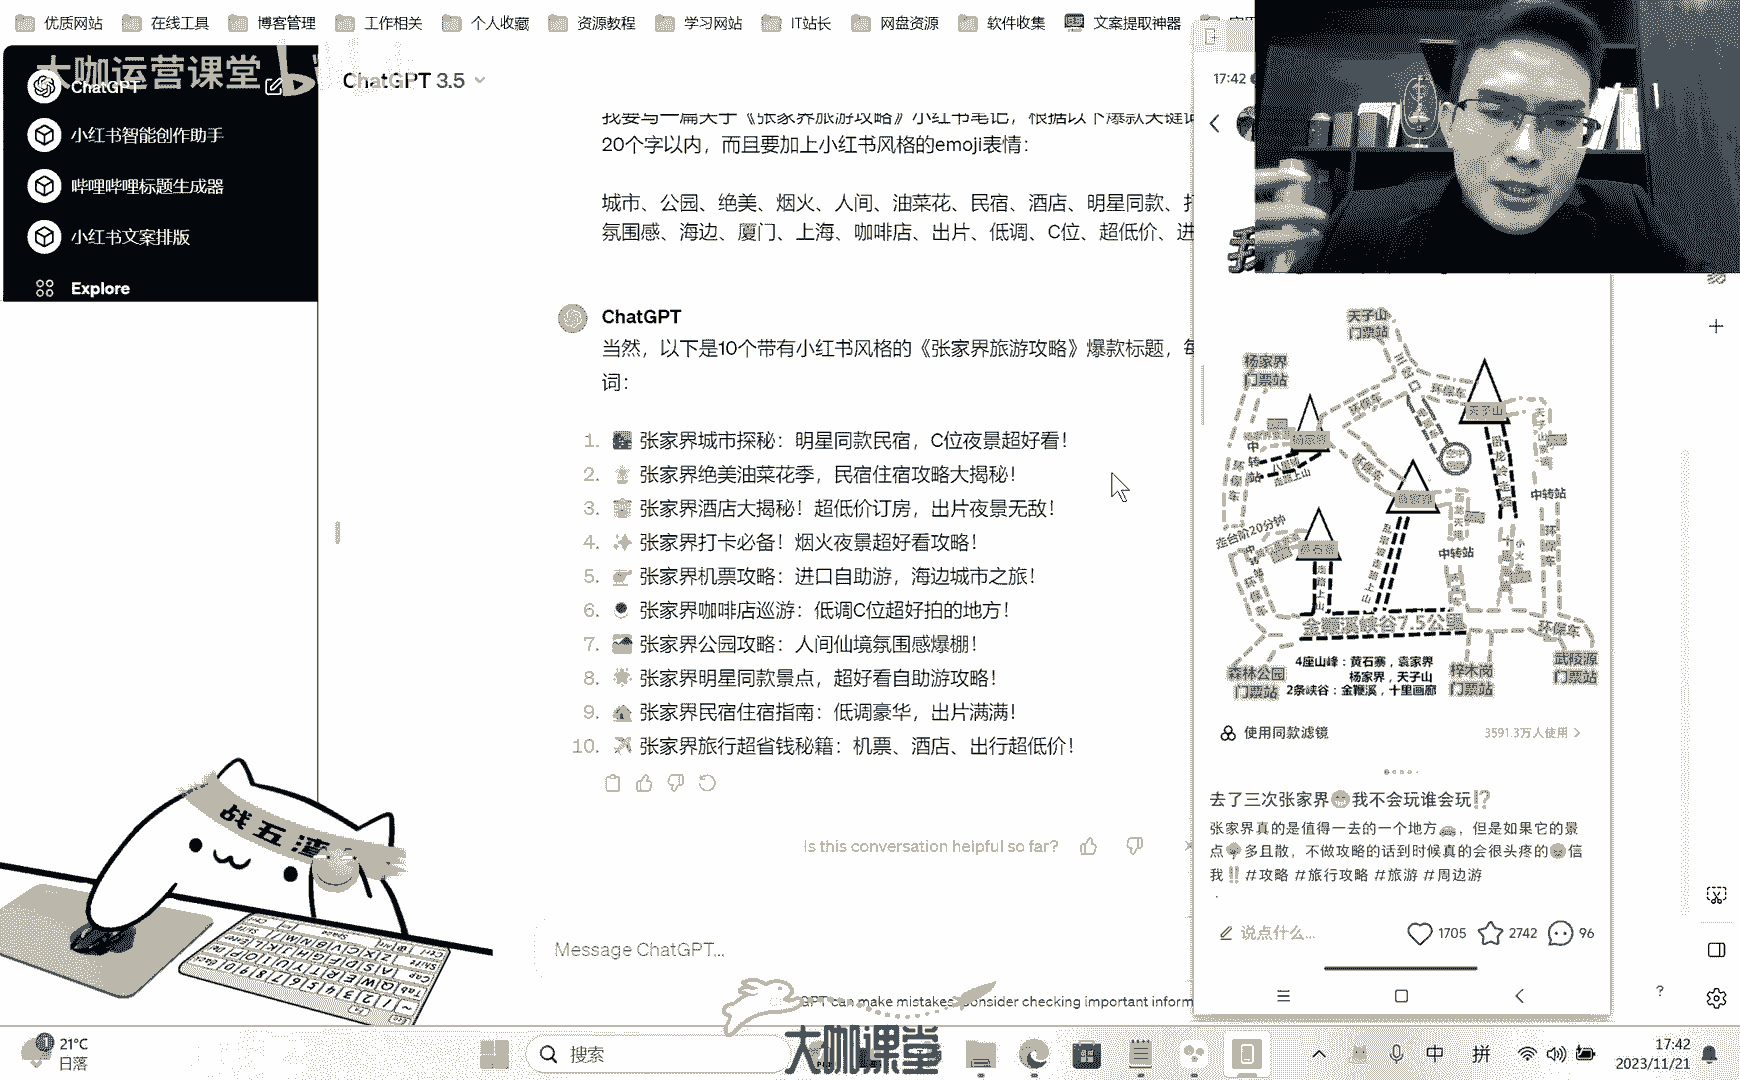 优质网站
在线工具
博客管理
工作相关
个人收藏
资源教程
学习网站
IT站长
网盘资源
软件收集
文案提取神器
大咖运营课堂
ChatGPT
小红书智能创作助手
哔哩哔哩标题生成器
小红书文案排版
Explore
ChatGPT 3.5
我要写一篇关于《张家界旅游攻略》小红书笔记，根据以下爆款关键词
20个字以内，而且要加上小红书风格的emoji表情：
城市、公园、绝美、烟火、人间、油菜花、民宿、酒店、明星同款、打
氛围感、海边、厦门、上海、咖啡店、出片、低调、C位、超低价、进
ChatGPT
当然，以下是10个带有小红书风格的《张家界旅游攻略》爆款标题，每
词：
1. 张家界城市探秘：明星同款民宿，C位夜景超好看！
2. 张家界绝美油菜花季，民宿住宿攻略大揭秘！
3. 张家界酒店大揭秘！超低价订房，出片夜景无敌！
4. ✨ 张家界打卡必备！烟火夜景超好看攻略！
5. 张家界机票攻略：进口自助游，海边城市之旅！
6. 张家界咖啡店巡游：低调C位超好拍的地方！
7. 张家界公园攻略：人间仙境氛围感爆棚！
8. 张家界明星同款景点，超好看自助游攻略！
9. 张家界民宿住宿指南：低调豪华，出片满满！
10. 张家界旅行超省钱秘籍：机票、酒店、出行超低价！
Is this conversation helpful so far?
Message ChatGPT...
GPT can make mistakes. Consider checking important inform
17:42
我
天子山
门票站
杨家界
门票站
三岔口
环保车
环保车
天子山
杨家界
环保车
袁家界
中转站
中转站
走台阶20分钟
黄石寨
环保车
金鞭溪峡谷7.5公里
环保车
森林公园
门票站
4座山峰：黄石寨，袁家界
杨家界，天子山
2条峡谷：金鞭溪，十里画廊
梓木岗
门票站
武陵源
门票站
使用同款滤镜
3591.3万人使用 >
去了三次张家界😁我不会玩谁会玩⁉️
张家界真的是值得一去的一个地方，但是如果它的景
点多且散，不做攻略的话到时候真的会很头疼的信
我‼️ #攻略 #旅行攻略 #旅游 #周边游
说点什么...
1705
2742
96
战五渣
大咖课堂
21°C
日落
搜索
中
拼
17:42
2023/11/21